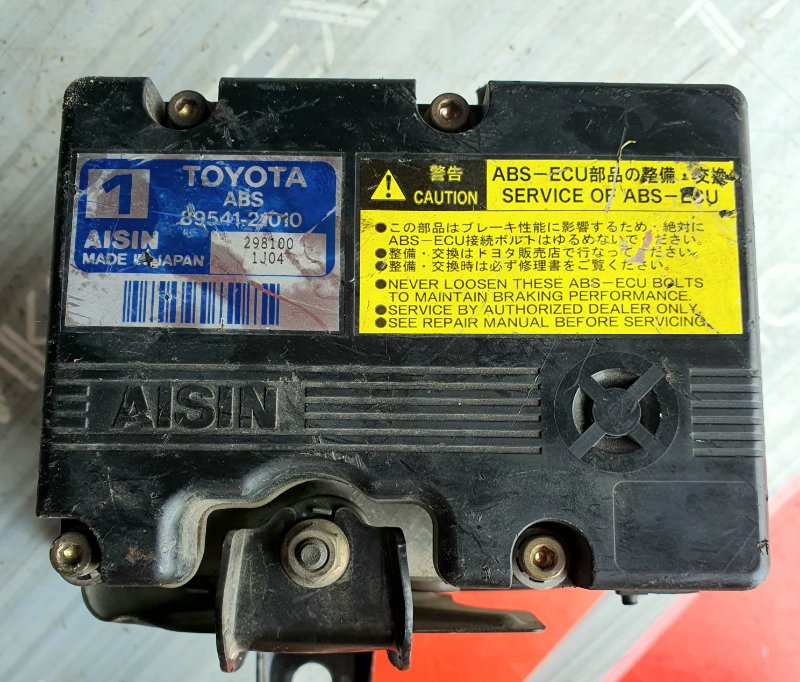 1
TOYOTA
ABS
89541-21010
AISIN
MADE IN JAPAN
298100
1J04
警告
CAUTION
ABS-ECU部品の整備・交換
SERVICE OF ABS-ECU
●この部品はブレーキ性能に影響するため、絶対に
ABS-ECU接続ボルトはゆるめないでください。
●整備・交換はトヨタ販売店で行なってください。
●整備・交換時は必ず修理書をご覧ください。
●NEVER LOOSEN THESE ABS-ECU BOLTS
TO MAINTAIN BRAKING PERFORMANCE.
●SERVICE BY AUTHORIZED DEALER ONLY.
●SEE REPAIR MANUAL BEFORE SERVICING.
AISIN